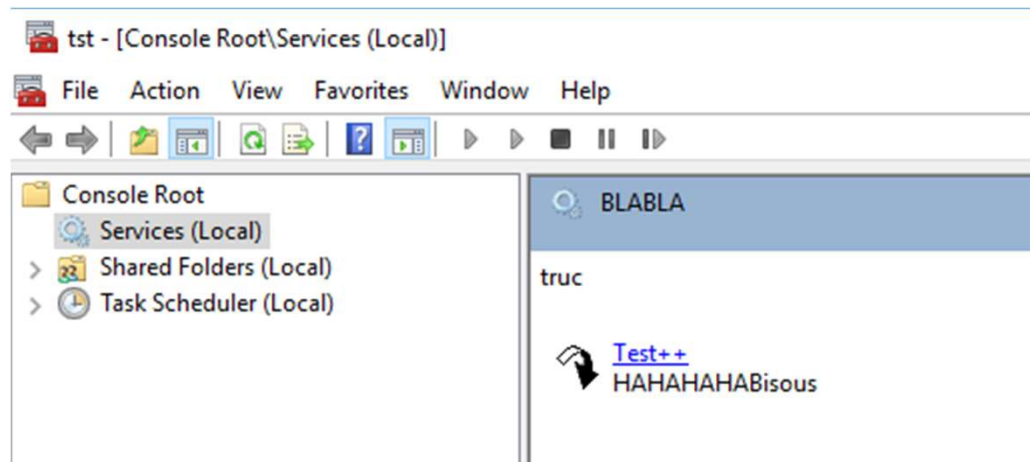 tst - [Console Root\Services (Local)]
File Action View Favorites Window Help
Console Root
Services (Local)
Shared Folders (Local)
Task Scheduler (Local)
BLABLA
truc
Test++
HAHAHAHABisous